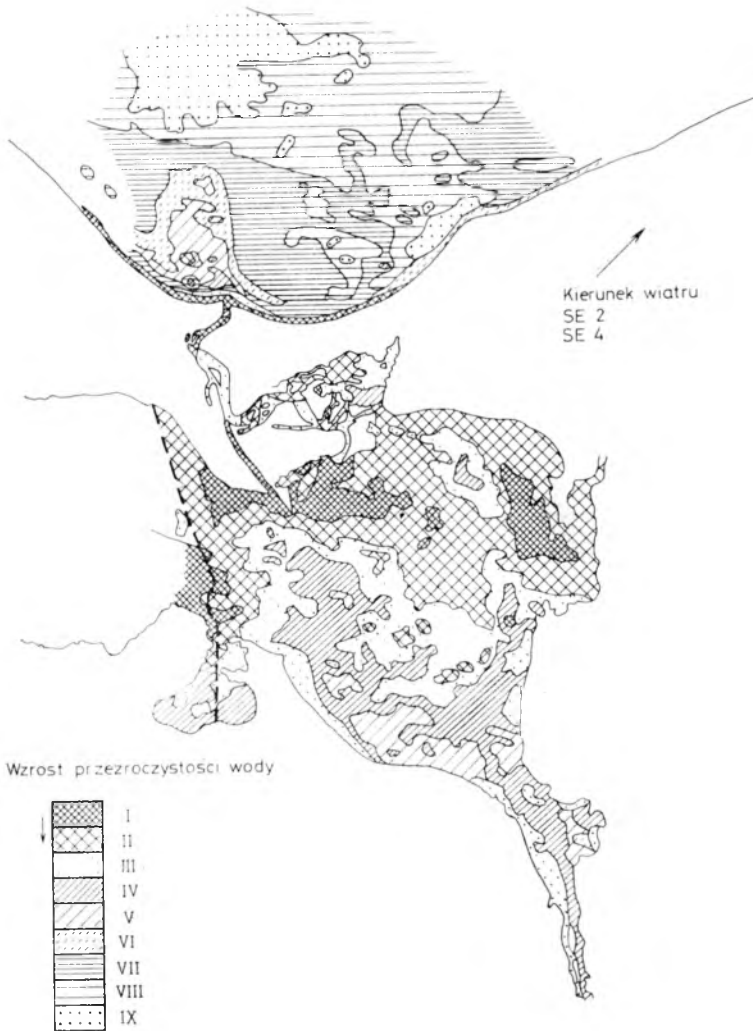 Kierunek wiatru
SE 2
SE 4
Wzrost przezroczystości wody
I
II
III
IV
V
VI
VII
VIII
IX